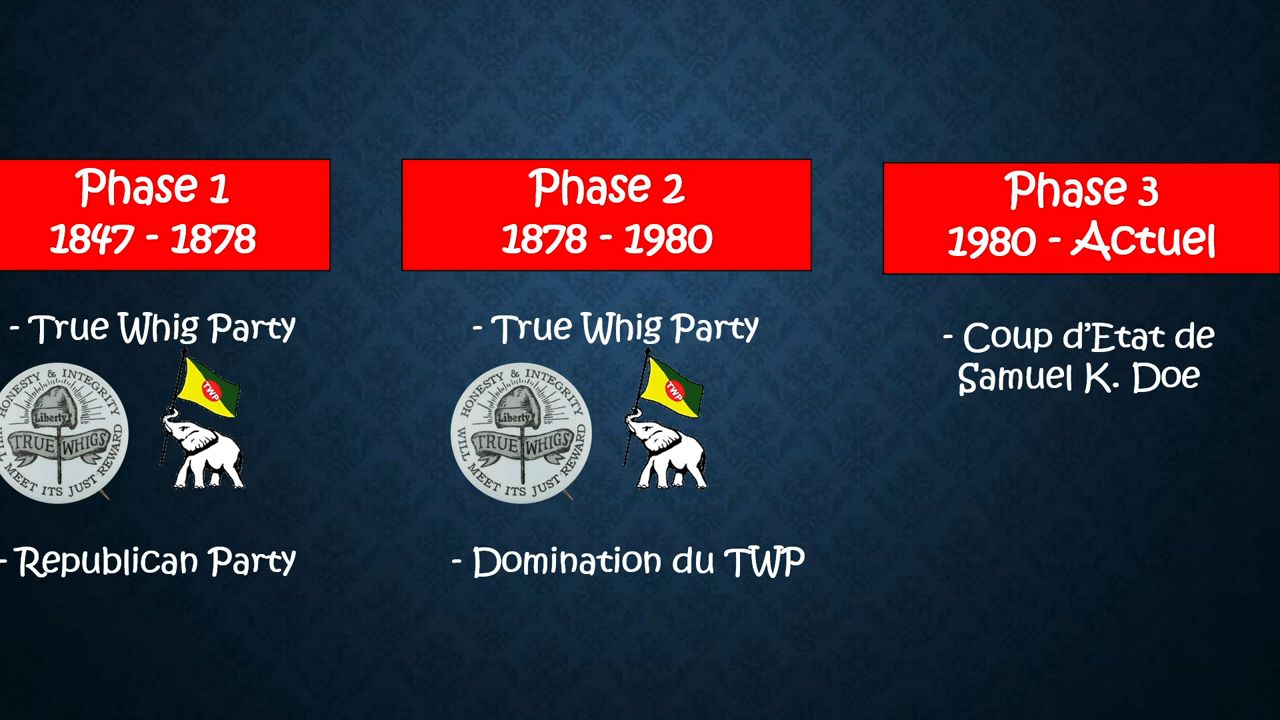 Phase 1
1847 - 1878
- True Whig Party
HONESTY & INTEGRITY
Liberty
TRUE WHIGS
MEET ITS JUST REWARD
TWP
- Republican Party
Phase 2
1878 - 1980
- True Whig Party
HONESTY & INTEGRITY
Liberty
TRUE WHIGS
WILL MEET ITS JUST REWARD
TWP
- Domination du TWP
Phase 3
1980 - Actuel
- Coup d'Etat de
Samuel K. Doe